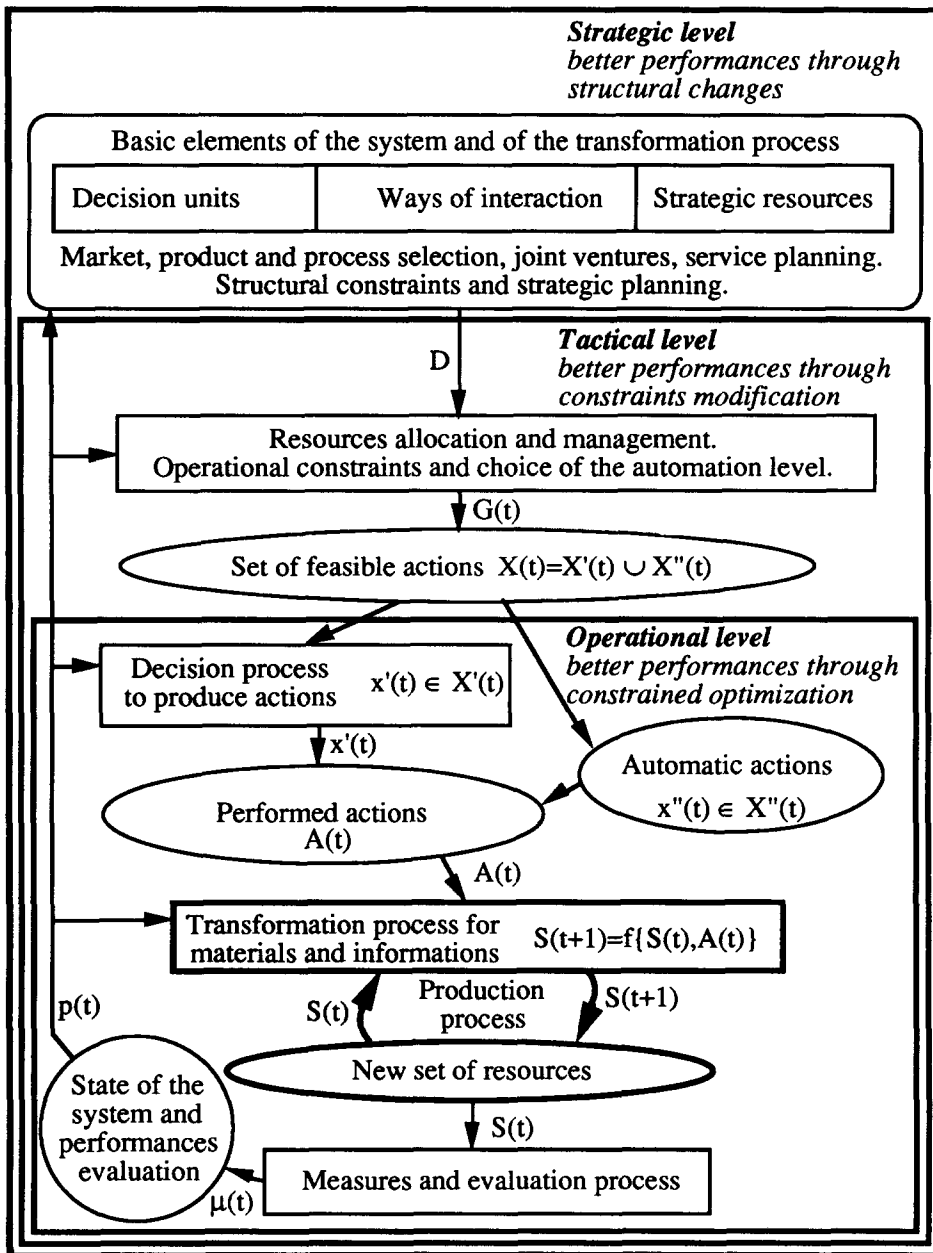 Strategic level
better performances through
structural changes
Basic elements of the system and of the transformation process
Decision units
Ways of interaction
Strategic resources
Market, product and process selection, joint ventures, service planning.
Structural constraints and strategic planning.
Tactical level
better performances through
constraints modification
D
Resources allocation and management.
Operational constraints and choice of the automation level.
G(t)
Set of feasible actions X(t)=X'(t) ∪ X"(t)
Operational level
better performances through
constrained optimization
Decision process
to produce actions
x'(t) ∈ X'(t)
x'(t)
Automatic actions
x"(t) ∈ X"(t)
Performed actions
A(t)
A(t)
Transformation process for
materials and informations
S(t+1)=f{S(t),A(t)}
p(t)
S(t)
Production
process
S(t+1)
New set of resources
State of the
system and
performances
evaluation
S(t)
Measures and evaluation process
μ(t)